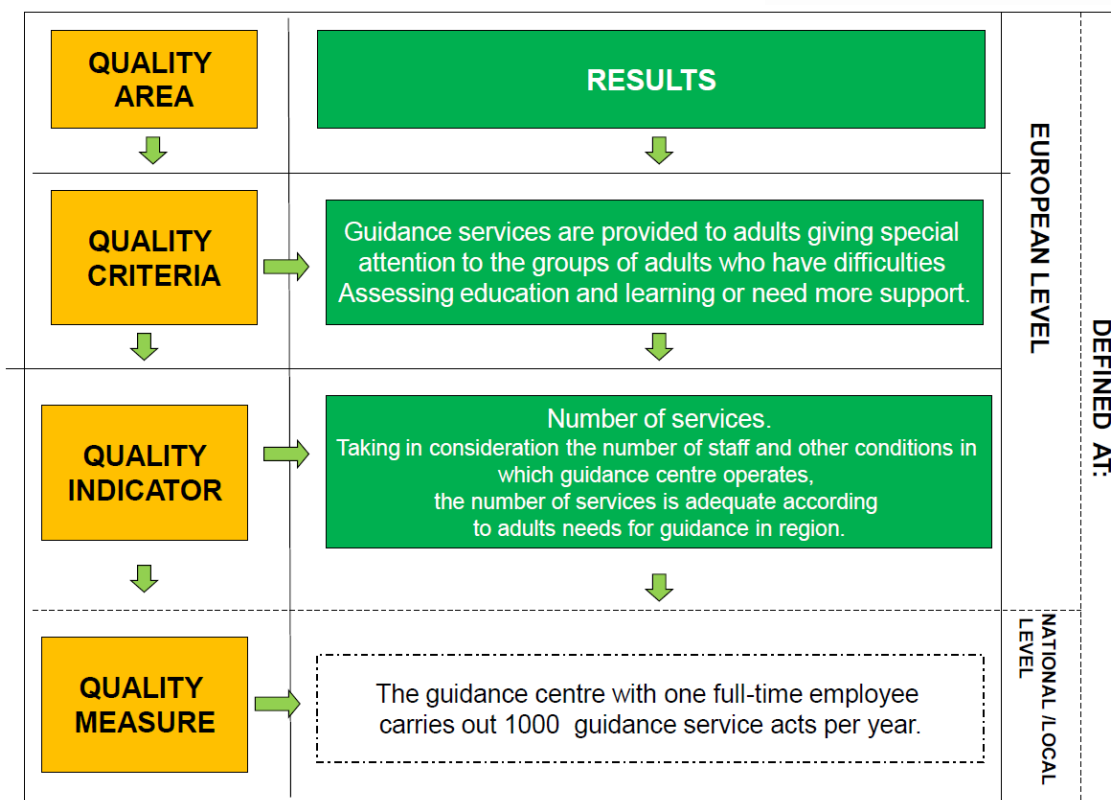 QUALITY
AREA
RESULTS
QUALITY
CRITERIA
Guidance services are provided to adults giving special
attention to the groups of adults who have difficulties
Assessing education and learning or need more support.
QUALITY
INDICATOR
Number of services.
Taking in consideration the number of staff and other conditions in
which guidance centre operates,
the number of services is adequate according
to adults needs for guidance in region.
QUALITY
MEASURE
The guidance centre with one full-time employee
carries out 1000  guidance service acts per year.
EUROPEAN LEVEL
NATIONAL /LOCAL
LEVEL
DEFINED  AT: